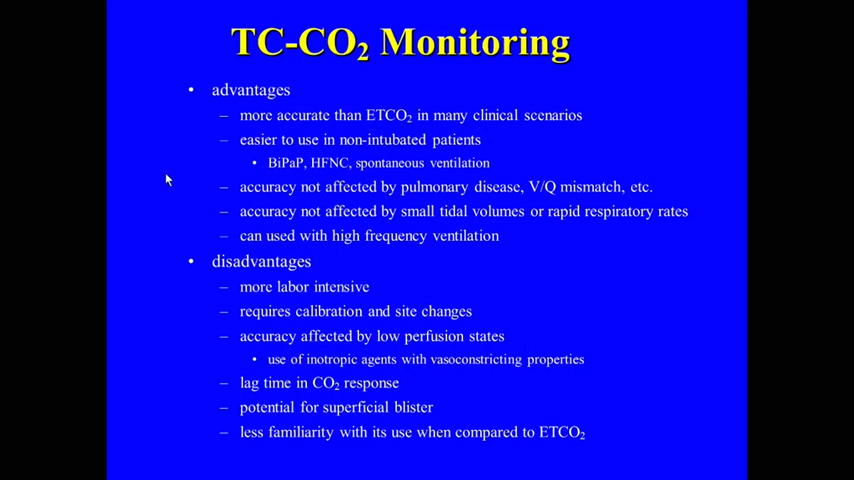 TC-CO₂ Monitoring
• advantages
– more accurate than ETCO₂ in many clinical scenarios
– easier to use in non-intubated patients
• BiPaP, HFNC, spontaneous ventilation
– accuracy not affected by pulmonary disease, V/Q mismatch, etc.
– accuracy not affected by small tidal volumes or rapid respiratory rates
– can used with high frequency ventilation
• disadvantages
– more labor intensive
– requires calibration and site changes
– accuracy affected by low perfusion states
• use of inotropic agents with vasoconstricting properties
– lag time in CO₂ response
– potential for superficial blister
– less familiarity with its use when compared to ETCO₂